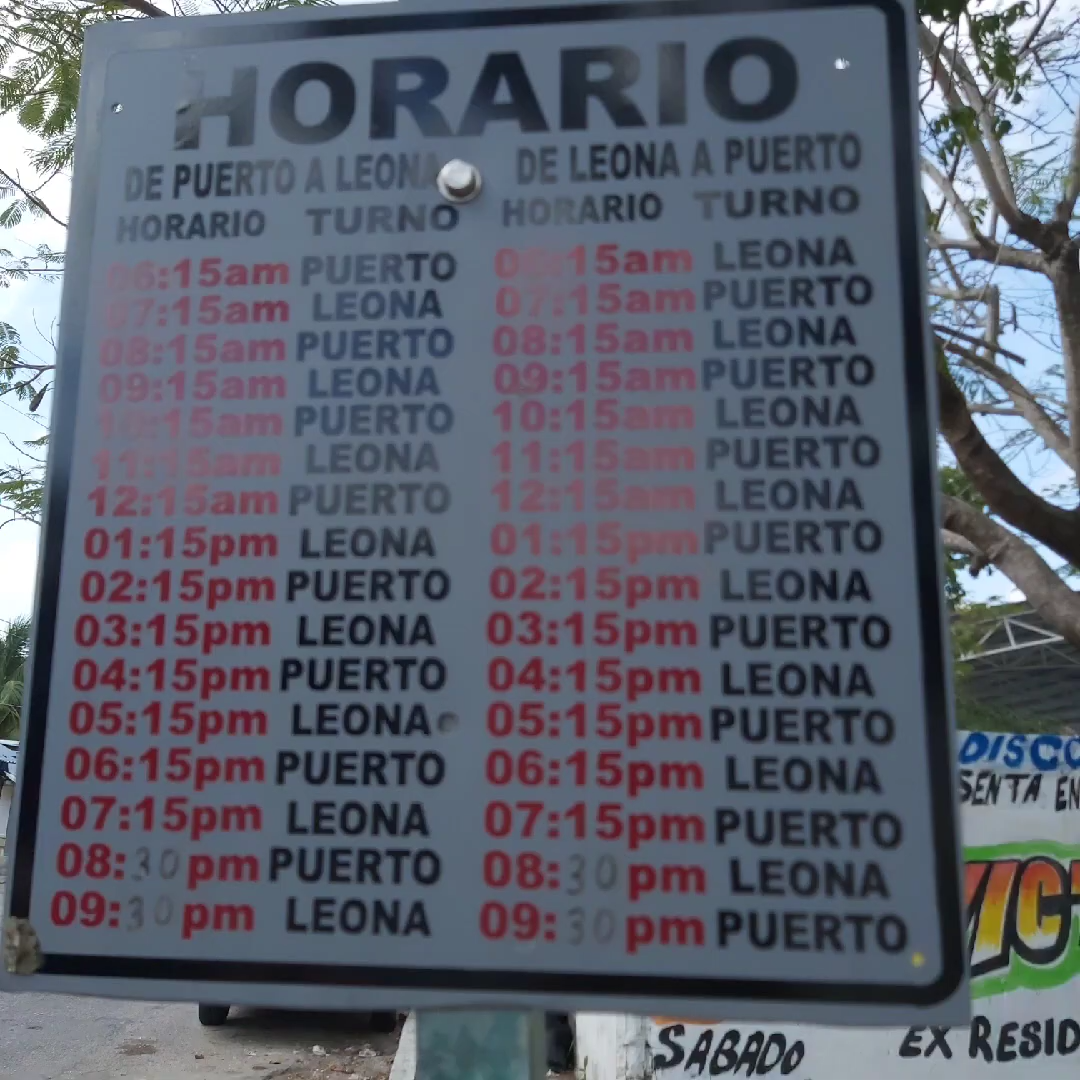 HORARIO
DE PUERTO A LEONA DE LEONA A PUERTO
HORARIO TURNO HORARIO TURNO
06:15am PUERTO 06:15am LEONA
07:15am LEONA 07:15am PUERTO
08:15am PUERTO 08:15am LEONA
09:15am LEONA 09:15am PUERTO
10:15am PUERTO 10:15am LEONA
11:15am LEONA 11:15am PUERTO
12:15am PUERTO 12:15am LEONA
01:15pm LEONA 01:15pm PUERTO
02:15pm PUERTO 02:15pm LEONA
03:15pm LEONA 03:15pm PUERTO
04:15pm PUERTO 04:15pm LEONA
05:15pm LEONA 05:15pm PUERTO
06:15pm PUERTO 06:15pm LEONA
07:15pm LEONA 07:15pm PUERTO
08:30pm PUERTO 08:30pm LEONA
09:30pm LEONA 09:30pm PUERTO
DISCO
SENTA EN
VIC
SABADO EX RESID